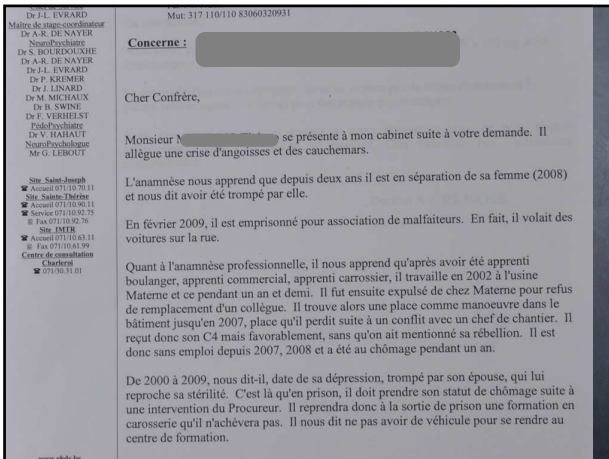 Dr J-L. EVRARD
Maître de stage-coordinateur
Dr A-R. DE NAYER
NeuroPsychiatre
Dr S. BOURDOUXHE
Dr A-R. DE NAYER
Dr J-L. EVRARD
Dr P. KREMER
Dr J. LINARD
Dr M. MICHAUX
Dr B. SWINE
Dr F. VERHELST
PédoPsychiatre
Dr V. HAHAUT
NeuroPsychologue
Mr G. LEBOUT
Site Saint-Joseph
☎ Accueil 071/10.70.11
Site Sainte-Thérèse
☎ Accueil 071/10.90.11
☎ Service 071/10.92.75
Fax 071/10.92.76
Site IMTR
☎ Accueil 071/10.63.11
Fax 071/10.61.99
Centre de consultation
Charleroi
☎ 071/30.31.01
Mut: 317 110/110 83060320931
Concerne :
Cher Confrère,
Monsieur se présente à mon cabinet suite à votre demande. Il
allègue une crise d'angoisses et des cauchemars.
L'anamnèse nous apprend que depuis deux ans il est en séparation de sa femme (2008)
et nous dit avoir été trompé par elle.
En février 2009, il est emprisonné pour association de malfaiteurs. En fait, il volait des
voitures sur la rue.
Quant à l'anamnèse professionnelle, il nous apprend qu'après avoir été apprenti
boulanger, apprenti commercial, apprenti carrossier, il travaille en 2002 à l'usine
Materne et ce pendant un an et demi. Il fut ensuite expulsé de chez Materne pour refus
de remplacement d'un collègue. Il trouve alors une place comme manoeuvre dans le
bâtiment jusqu'en 2007, place qu'il perdit suite à un conflit avec un chef de chantier. Il
reçut donc son C4 mais favorablement, sans qu'on ait mentionné sa rébellion. Il est
donc sans emploi depuis 2007, 2008 et a été au chômage pendant un an.
De 2000 à 2009, nous dit-il, date de sa dépression, trompé par son épouse, qui lui
reproche sa stérilité. C'est là qu'en prison, il doit prendre son statut de chômage suite à
une intervention du Procureur. Il reprendra donc à la sortie de prison une formation en
carosserie qu'il n'achèvera pas. Il nous dit ne pas avoir de véhicule pour se rendre au
centre de formation.